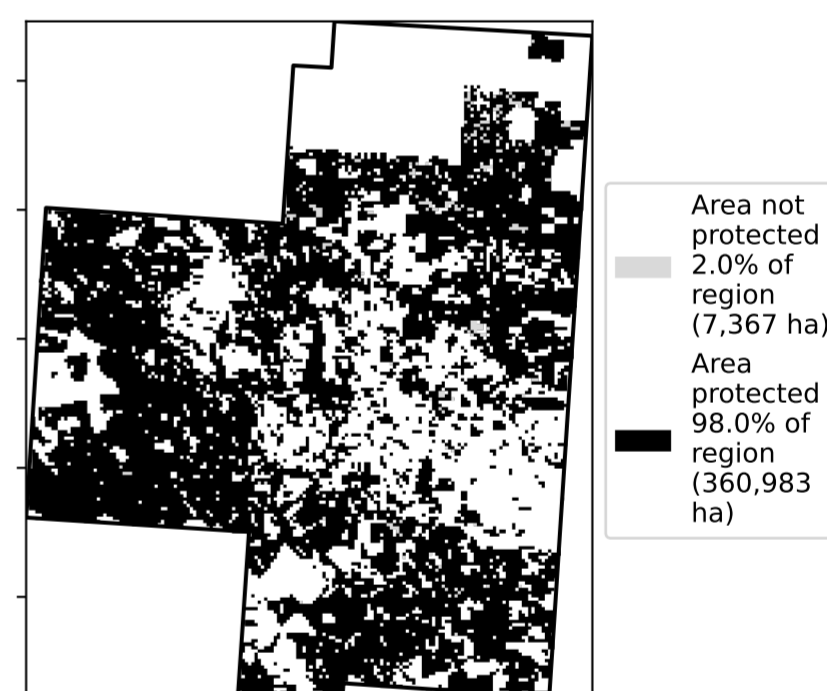 Area not
protected
2.0% of
region
(7,367 ha)
Area
protected
98.0% of
region
(360,983
ha)